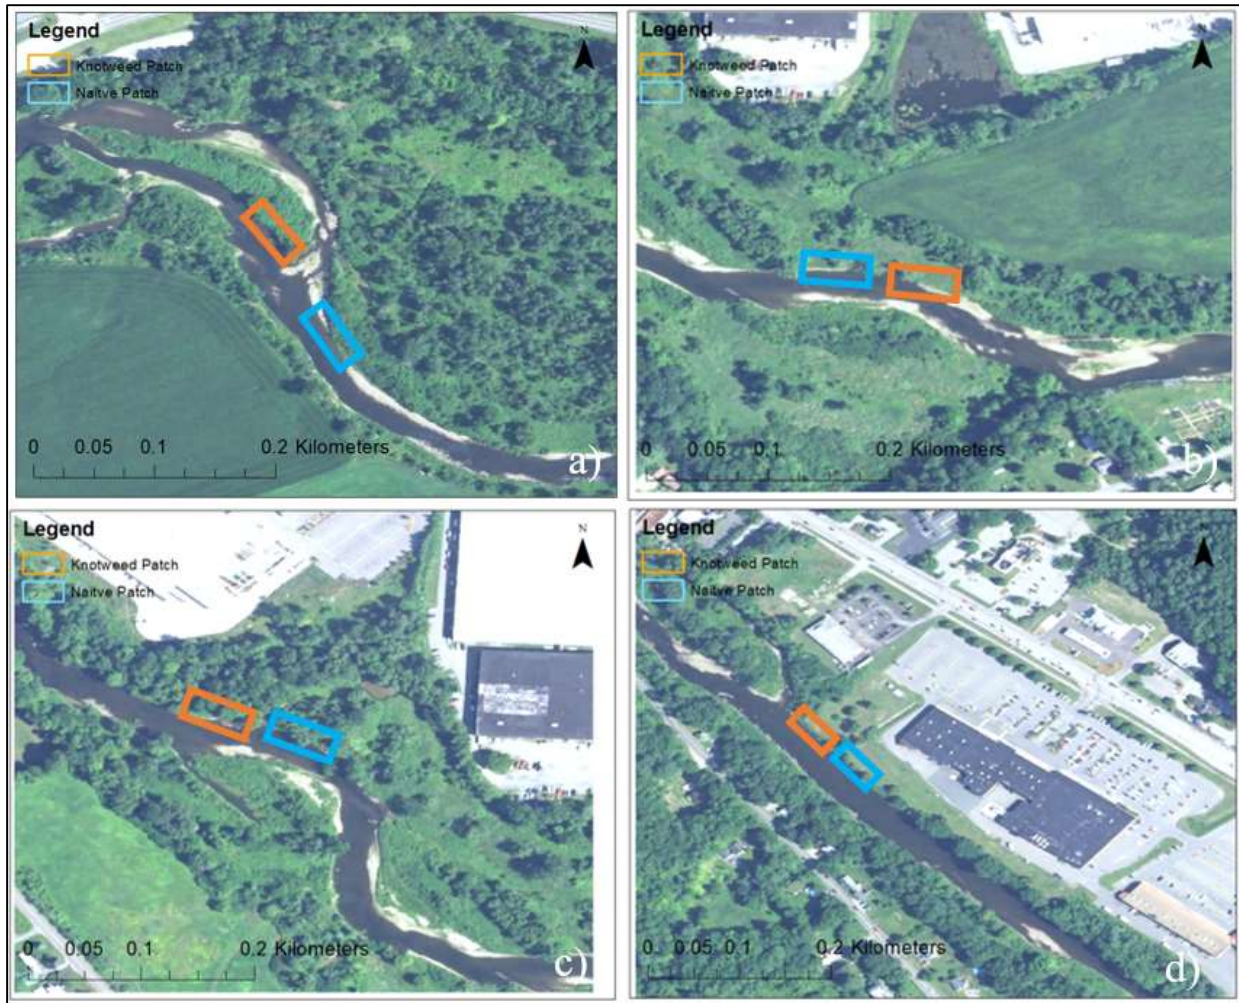 Legend
N
Knotweed Patch
Naitve Patch
0 0.05 0.1 0.2 Kilometers
a)
Legend
N
Knotweed Patch
Naitve Patch
0 0.05 0.1 0.2 Kilometers
b)
Legend
N
Knotweed Patch
Naitve Patch
0 0.05 0.1 0.2 Kilometers
c)
Legend
N
Knotweed Patch
Naitve Patch
0 0.05 0.1 0.2 Kilometers
d)